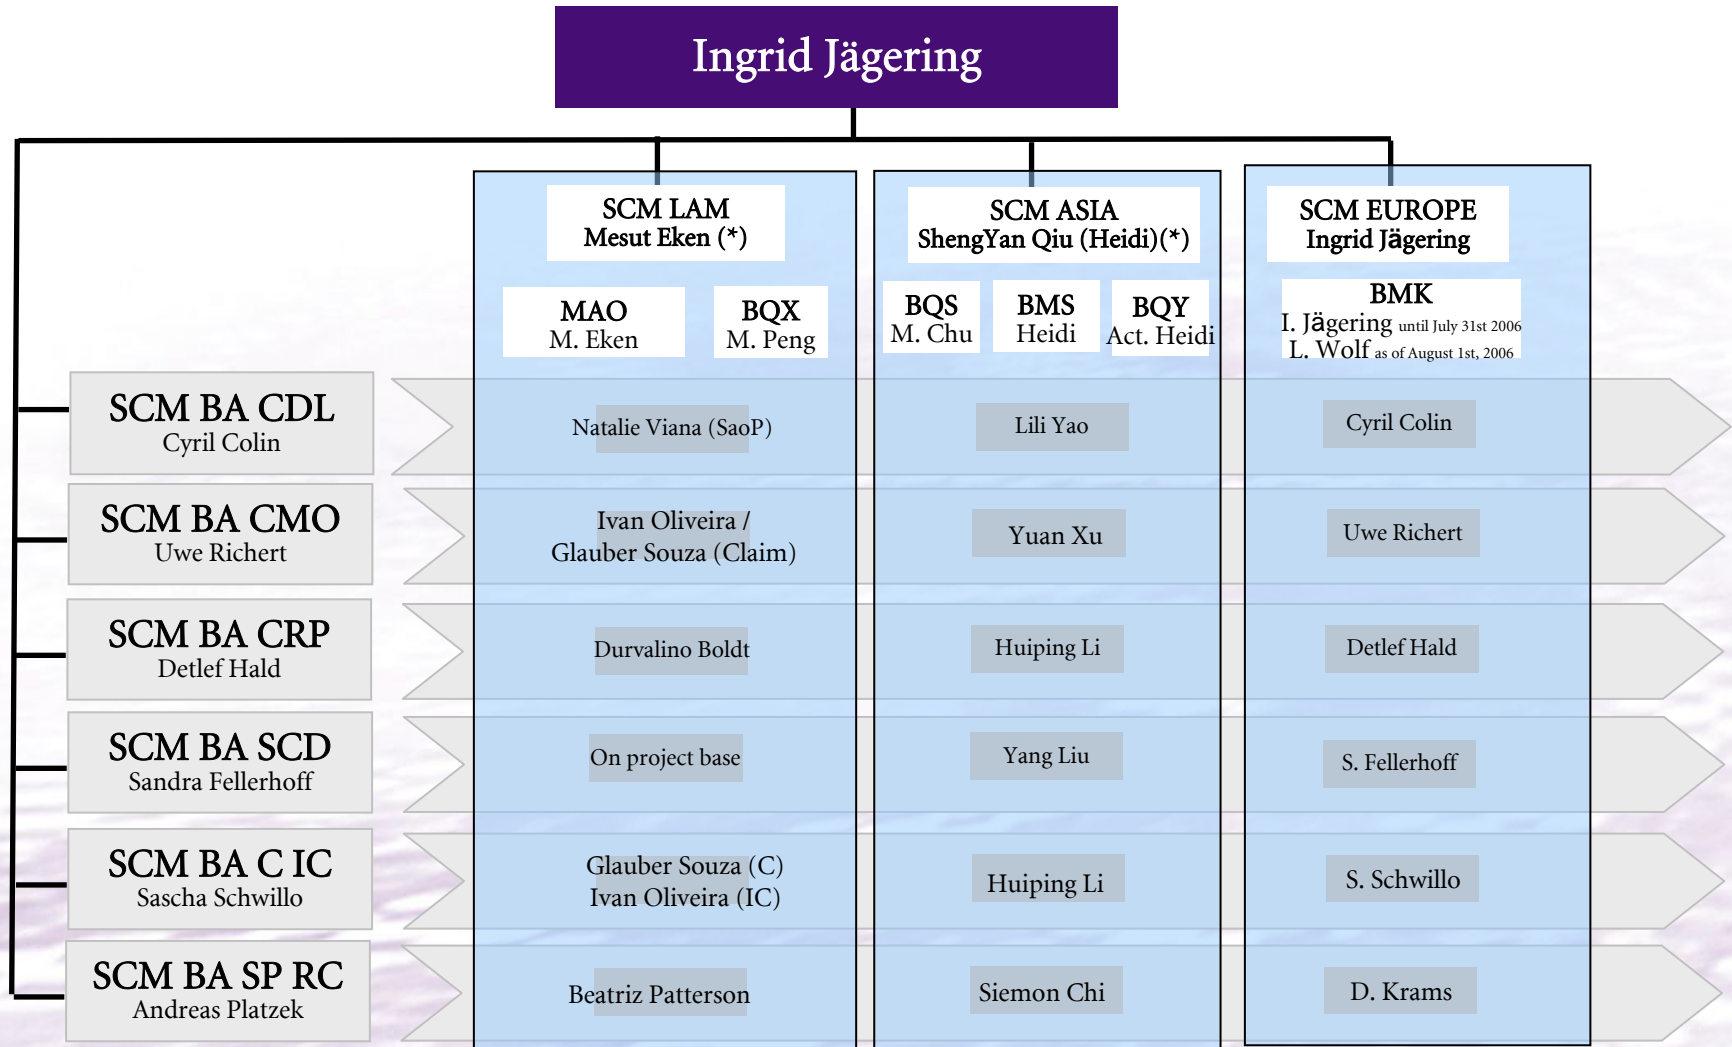 Ingrid Jägering
SCM LAM
Mesut Eken (*)
SCM ASIA
ShengYan Qiu (Heidi)(*)
SCM EUROPE
Ingrid Jägering
MAO
M. Eken
BQX
M. Peng
BQS
M. Chu
BMS
Heidi
BQY
Act. Heidi
BMK
I. Jägering until July 31st 2006
L. Wolf as of August 1st, 2006
SCM BA CDL
Cyril Colin
Natalie Viana (SaoP)
Lili Yao
Cyril Colin
SCM BA CMO
Uwe Richert
Ivan Oliveira /
Glauber Souza (Claim)
Yuan Xu
Uwe Richert
SCM BA CRP
Detlef Hald
Durvalino Boldt
Huiping Li
Detlef Hald
SCM BA SCD
Sandra Fellerhoff
On project base
Yang Liu
S. Fellerhoff
SCM BA C IC
Sascha Schwillo
Glauber Souza (C)
Ivan Oliveira (IC)
Huiping Li
S. Schwillo
SCM BA SP RC
Andreas Platzek
Beatriz Patterson
Siemon Chi
D. Krams